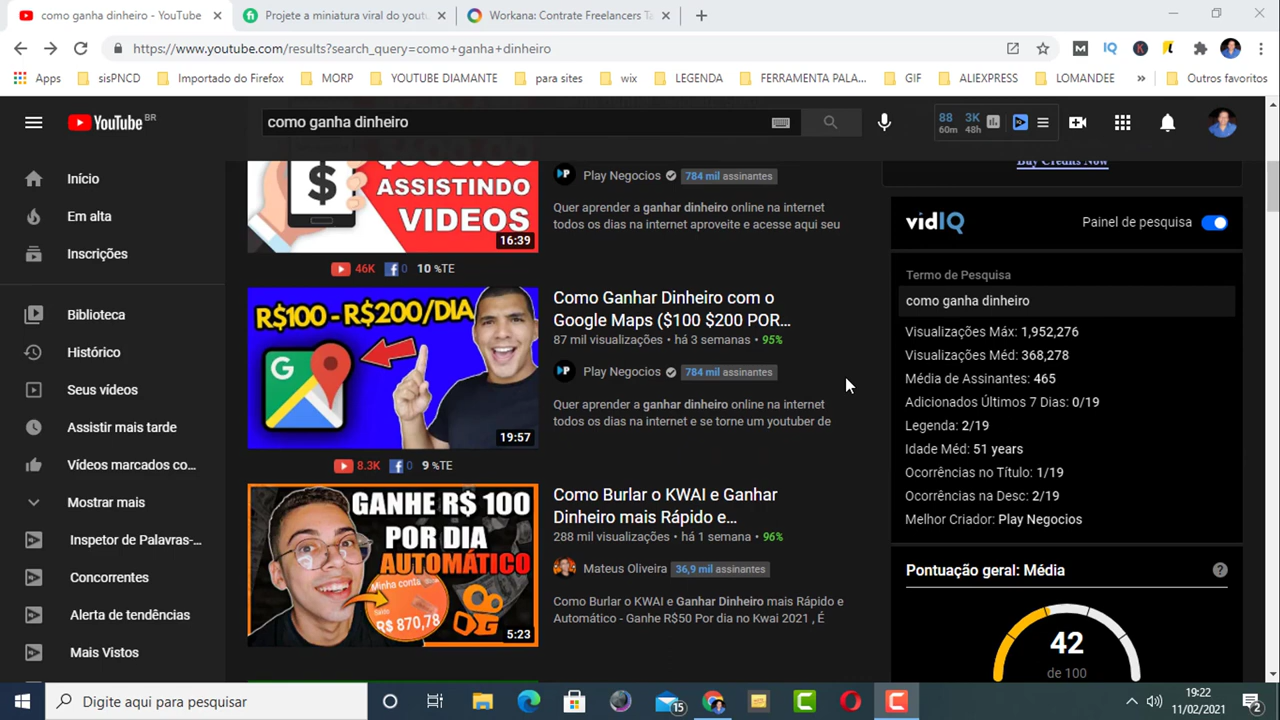 como ganha dinheiro - YouTube
Projete a miniatura viral do youtu
Workana: Contrate Freelancers Ta
https://www.youtube.com/results?search_query=como+ganha+dinheiro
Apps
sisPNCD
Importado do Firefox
MORP
YOUTUBE DIAMANTE
para sites
wix
LEGENDA
FERRAMENTA PALA...
GIF
ALIEXPRESS
LOMANDEE
»
Outros favoritos
YouTube BR
como ganha dinheiro
88 60m
3K 48h
Início
Em alta
Inscrições
Biblioteca
Histórico
Seus vídeos
Assistir mais tarde
Vídeos marcados co...
Mostrar mais
Inspetor de Palavras-...
Concorrentes
Alerta de tendências
Mais Vistos
$
ASSISTINDO
VIDEOS
16:39
Play Negocios
784 mil assinantes
Quer aprender a ganhar dinheiro online na internet
todos os dias na internet aproveite e acesse aqui seu
46K
0
10 %TE
R$100 - R$200/DIA
G
19:57
Como Ganhar Dinheiro com o
Google Maps ($100 $200 POR...
87 mil visualizações • há 3 semanas • 95%
Play Negocios
784 mil assinantes
Quer aprender a ganhar dinheiro online na internet
todos os dias na internet e se torne um youtuber de
8.3K
0
9 %TE
GANHE R$ 100
POR DIA
AUTOMÁTICO
Minha conta
R$ 870,78
5:23
Como Burlar o KWAI e Ganhar
Dinheiro mais Rápido e...
288 mil visualizações • há 1 semana • 96%
Mateus Oliveira
36,9 mil assinantes
Como Burlar o KWAI e Ganhar Dinheiro mais Rápido e
Automático - Ganhe R$50 Por dia no Kwai 2021 , É
Buy Credits Now
vidIQ
Painel de pesquisa
Termo de Pesquisa
como ganha dinheiro
Visualizações Máx: 1,952,276
Visualizações Méd: 368,278
Média de Assinantes: 465
Adicionados Últimos 7 Dias: 0/19
Legenda: 2/19
Idade Méd: 51 years
Ocorrências no Título: 1/19
Ocorrências na Desc: 2/19
Melhor Criador: Play Negocios
Pontuação geral: Média
?
42
de 100
Digite aqui para pesquisar
15
19:22
11/02/2021
2